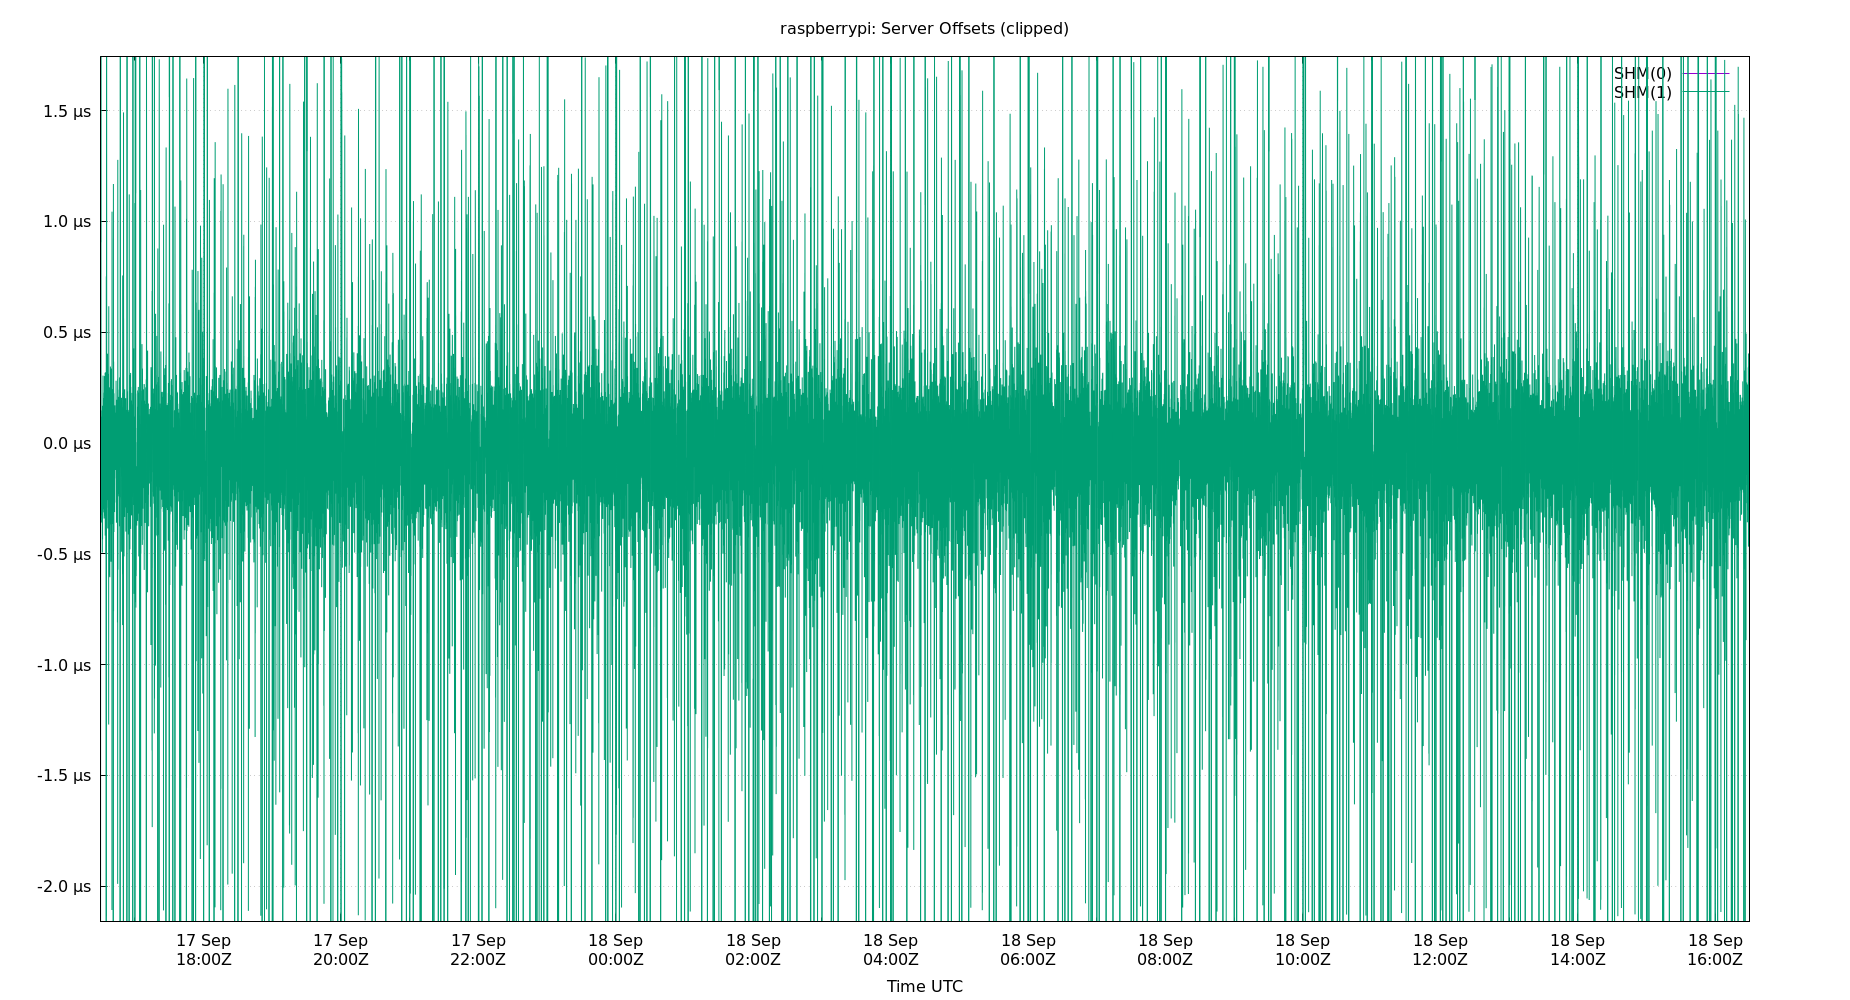 raspberrypi: Server Offsets (clipped)
SHM(0)
SHM(1)
1.5 µs
1.0 µs
0.5 µs
0.0 µs
-0.5 µs
-1.0 µs
-1.5 µs
-2.0 µs
17 Sep 17 Sep 17 Sep 18 Sep 18 Sep 18 Sep 18 Sep 18 Sep 18 Sep 18 Sep 18 Sep 18 Sep
18:00Z 20:00Z 22:00Z 00:00Z 02:00Z 04:00Z 06:00Z 08:00Z 10:00Z 12:00Z 14:00Z 16:00Z
Time UTC